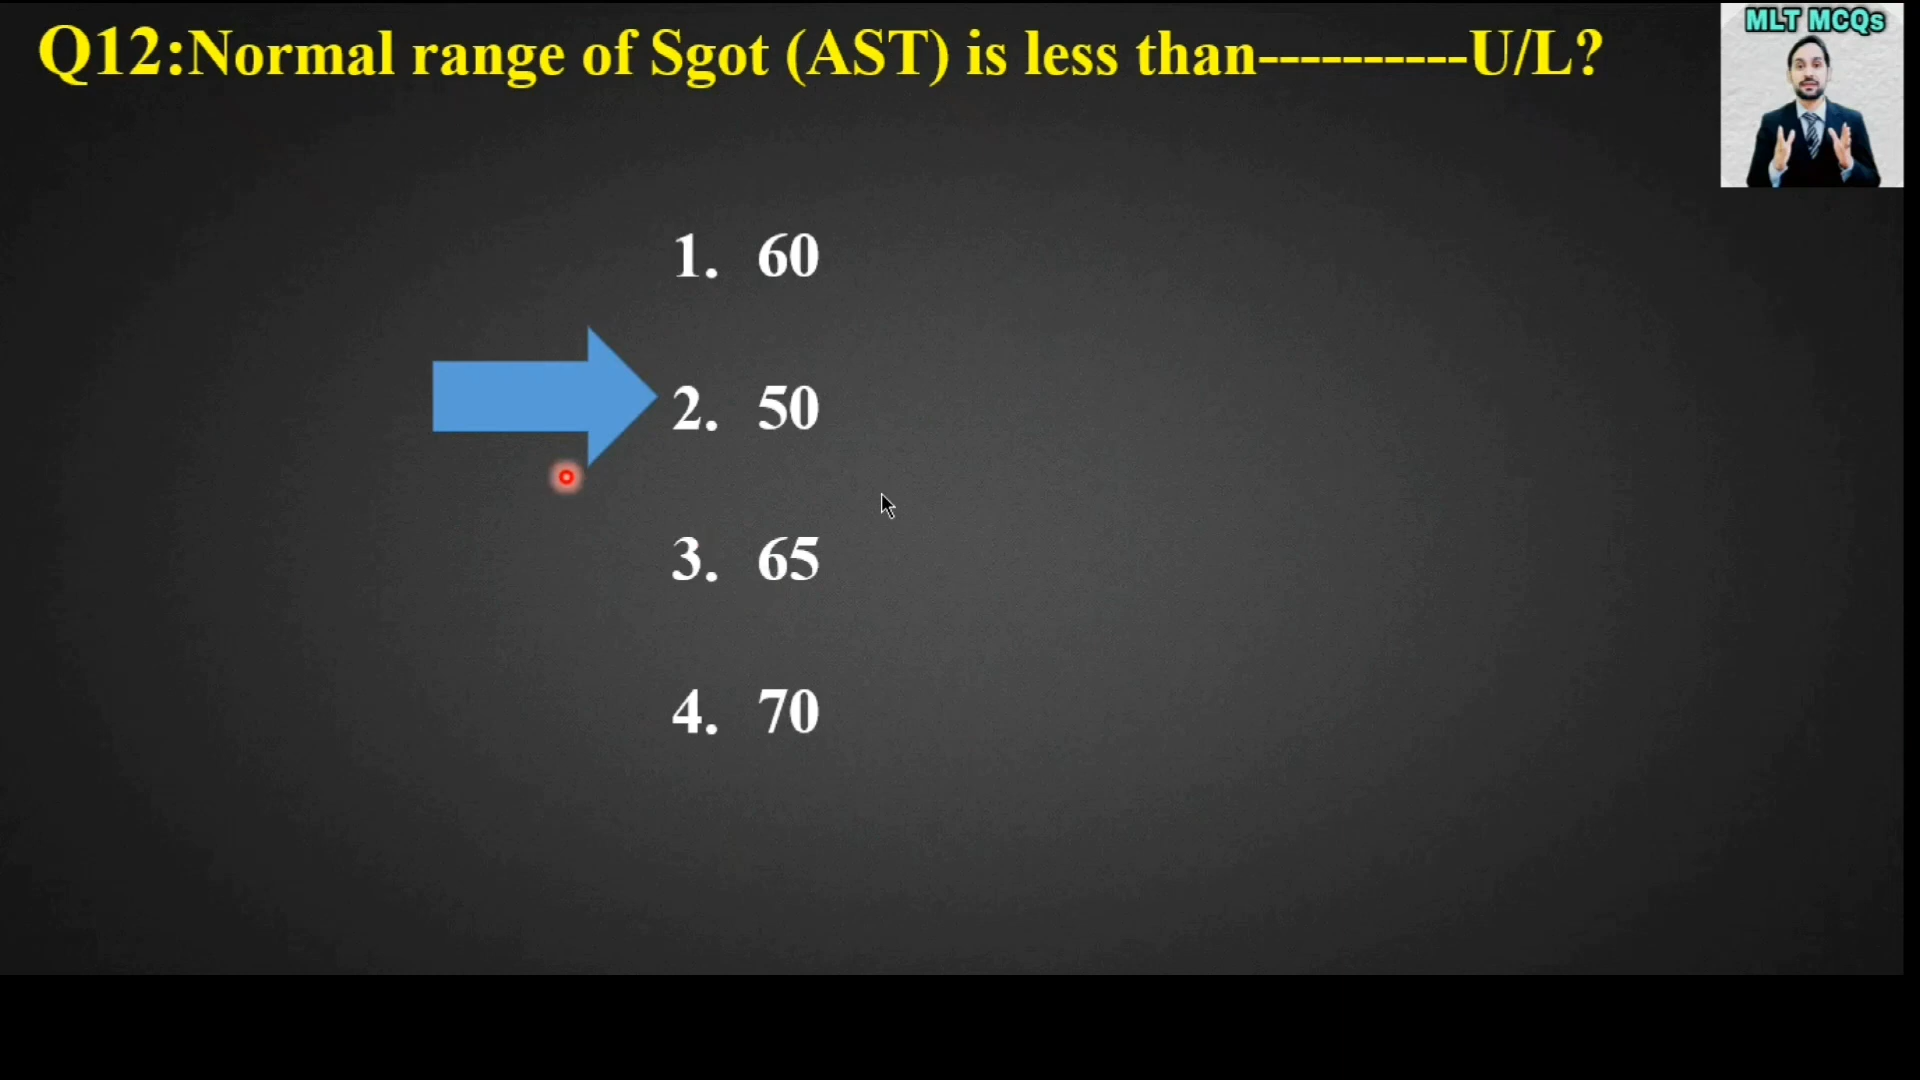 Q12:Normal range of Sgot (AST) is less than----------U/L?
MLT MCQs
1. 60
2. 50
3. 65
4. 70